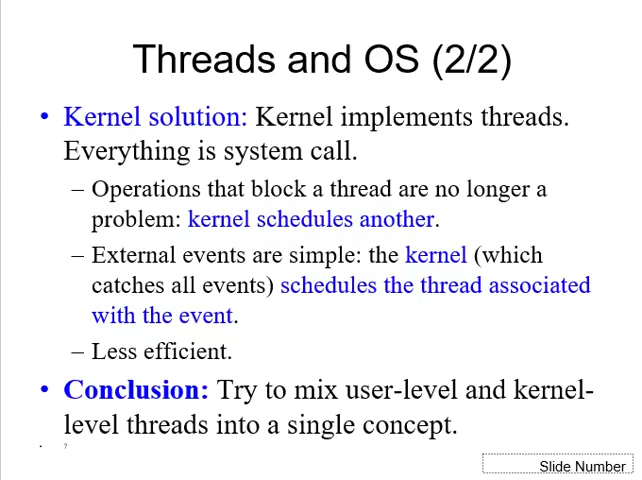 Threads and OS (2/2)
• Kernel solution: Kernel implements threads.
Everything is system call.
– Operations that block a thread are no longer a
problem: kernel schedules another.
– External events are simple: the kernel (which
catches all events) schedules the thread associated
with the event.
– Less efficient.
• Conclusion: Try to mix user-level and kernel-
level threads into a single concept.
• 7
Slide Number